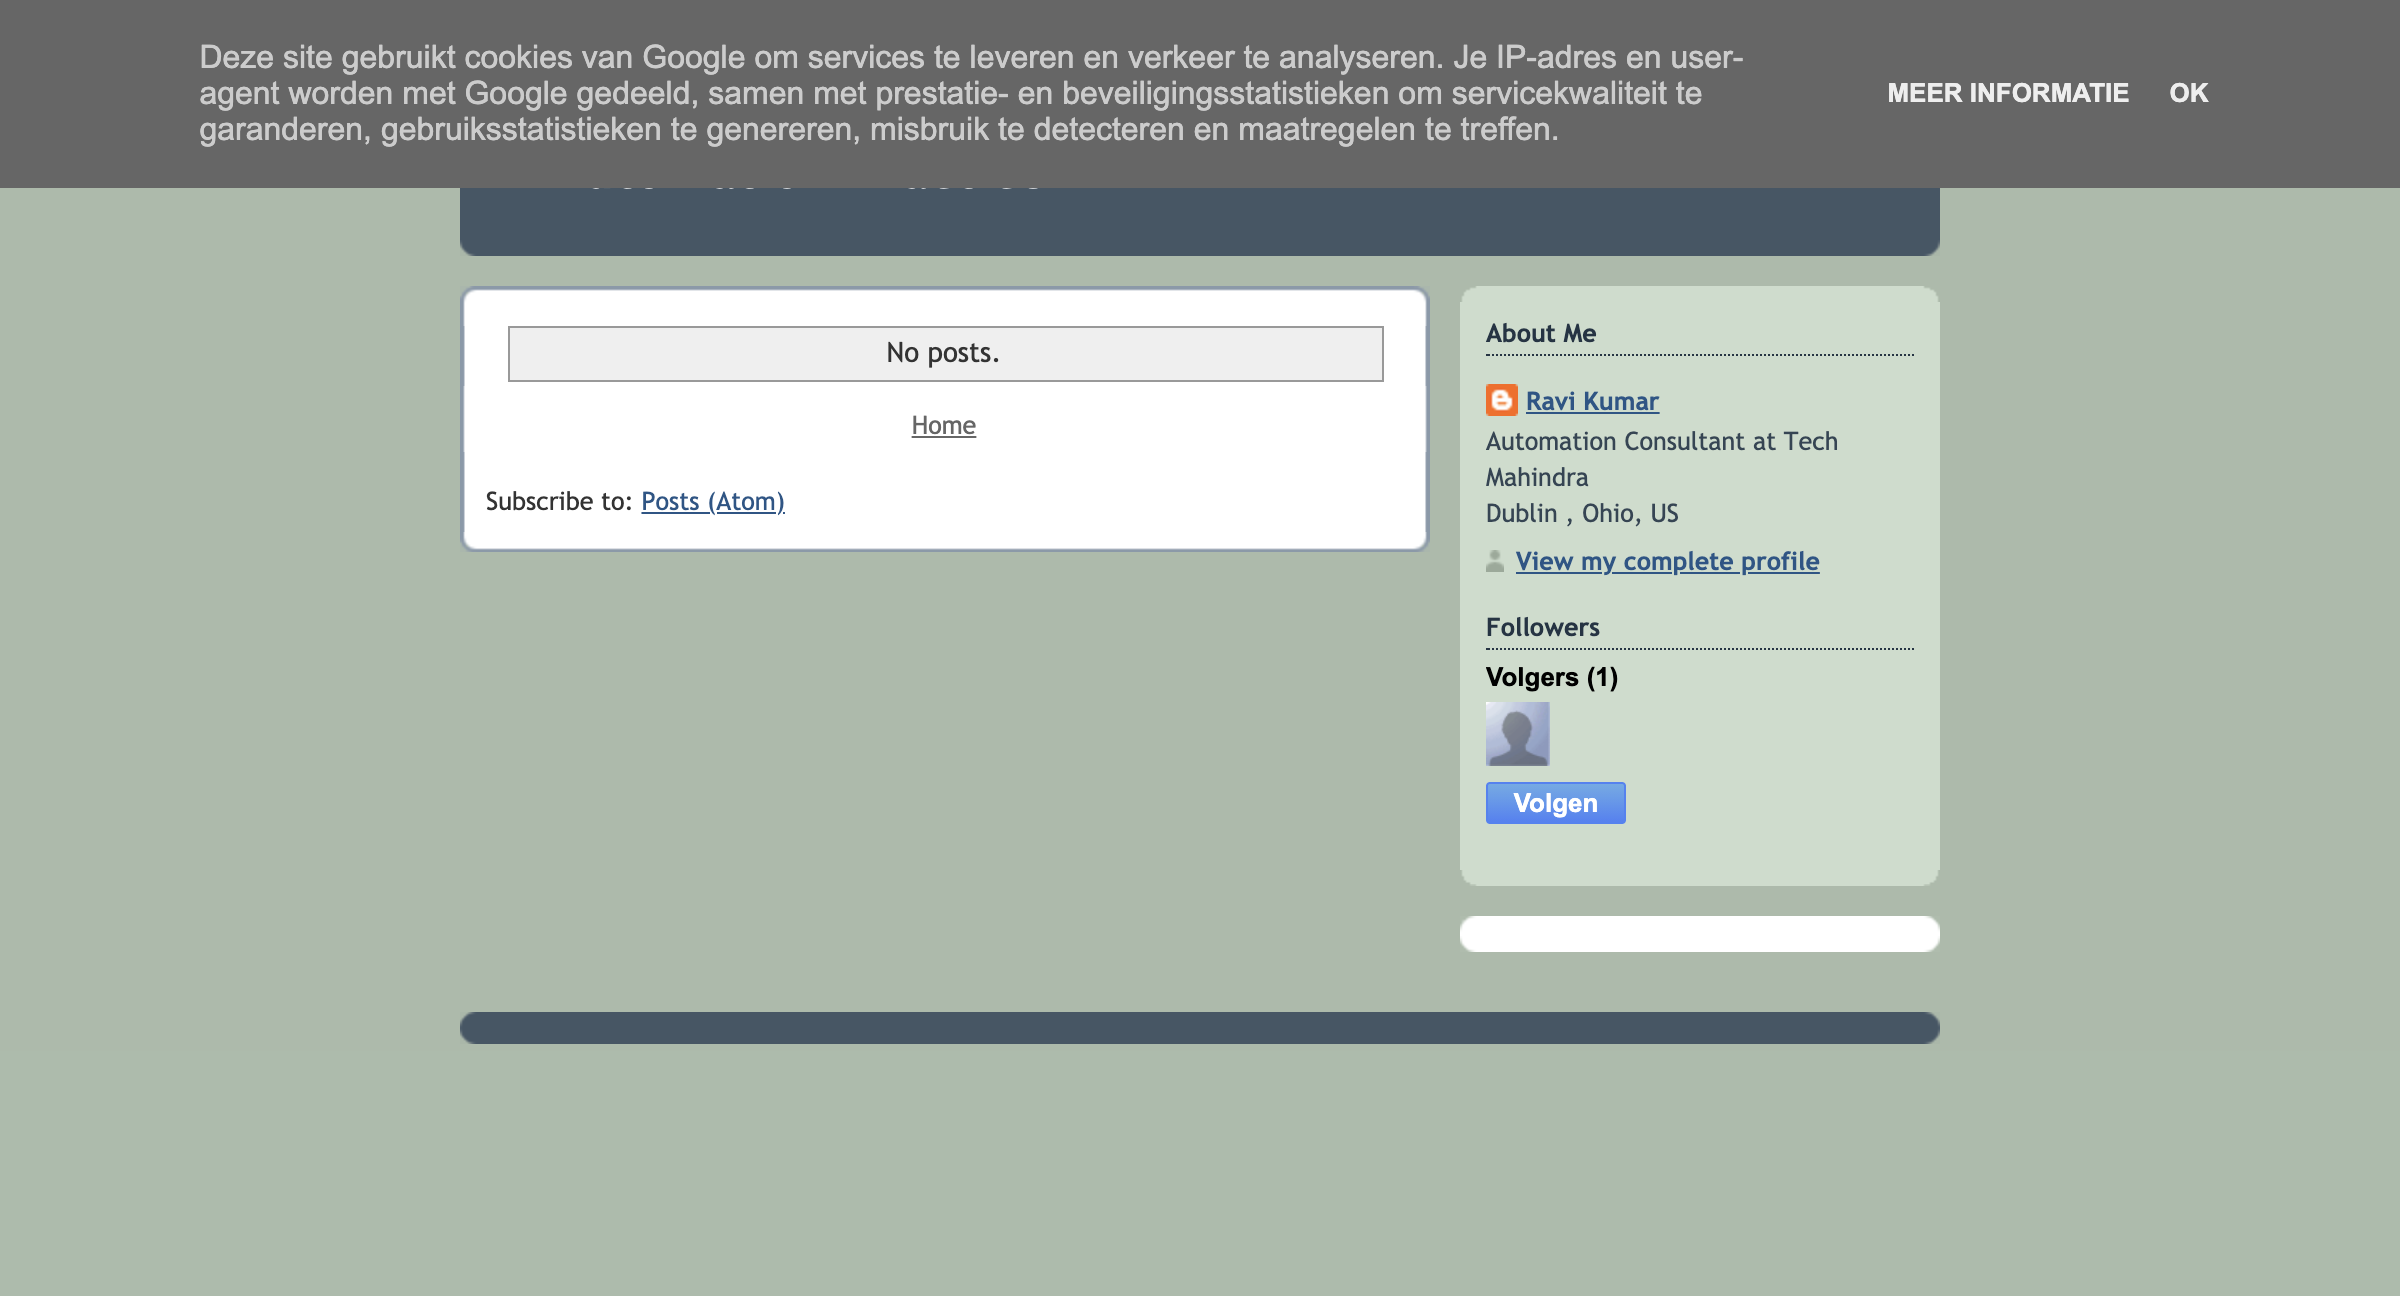 Deze site gebruikt cookies van Google om services te leveren en verkeer te analyseren. Je IP-adres en user-
agent worden met Google gedeeld, samen met prestatie- en beveiligingsstatistieken om servicekwaliteit te
garanderen, gebruiksstatistieken te genereren, misbruik te detecteren en maatregelen te treffen.
MEER INFORMATIE OK
No posts.
Home
Subscribe to: Posts (Atom)
About Me
Ravi Kumar
Automation Consultant at Tech
Mahindra
Dublin , Ohio, US
View my complete profile
Followers
Volgers (1)
Volgen